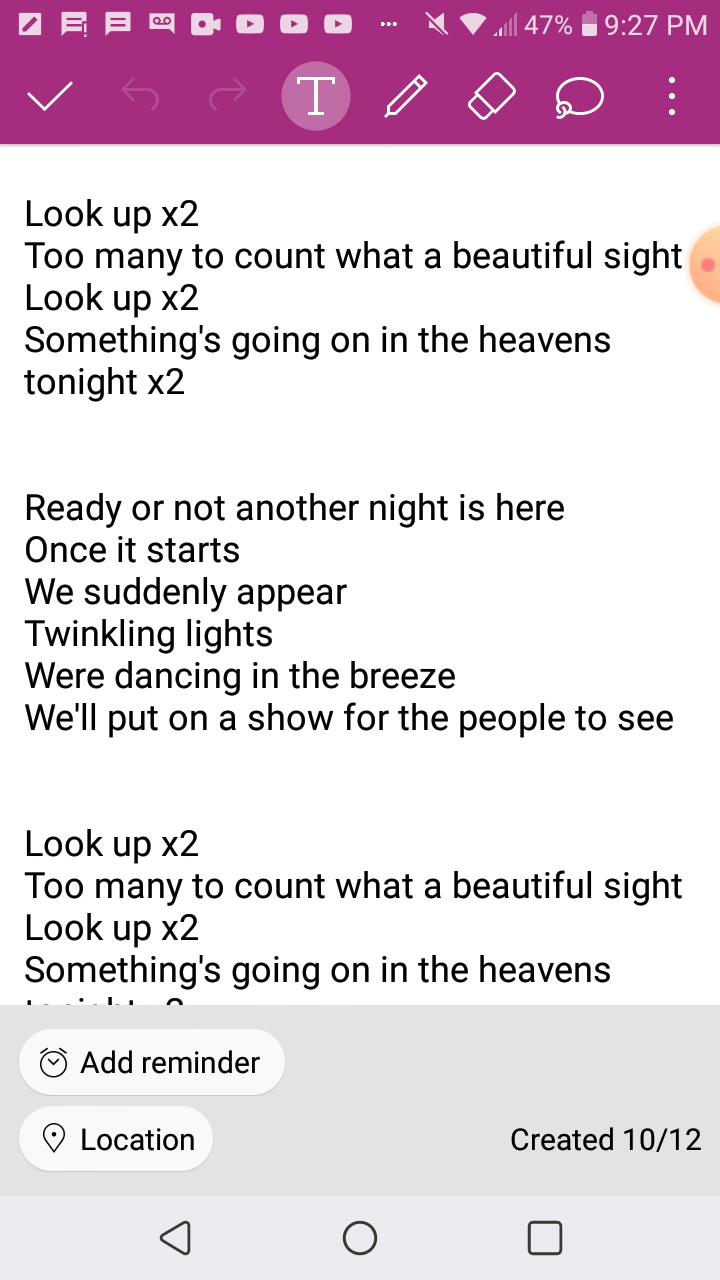 47% 9:27 PM
T
Look up x2
Too many to count what a beautiful sight
Look up x2
Something's going on in the heavens
tonight x2
Ready or not another night is here
Once it starts
We suddenly appear
Twinkling lights
Were dancing in the breeze
We'll put on a show for the people to see
Look up x2
Too many to count what a beautiful sight
Look up x2
Something's going on in the heavens
Add reminder
Location
Created 10/12